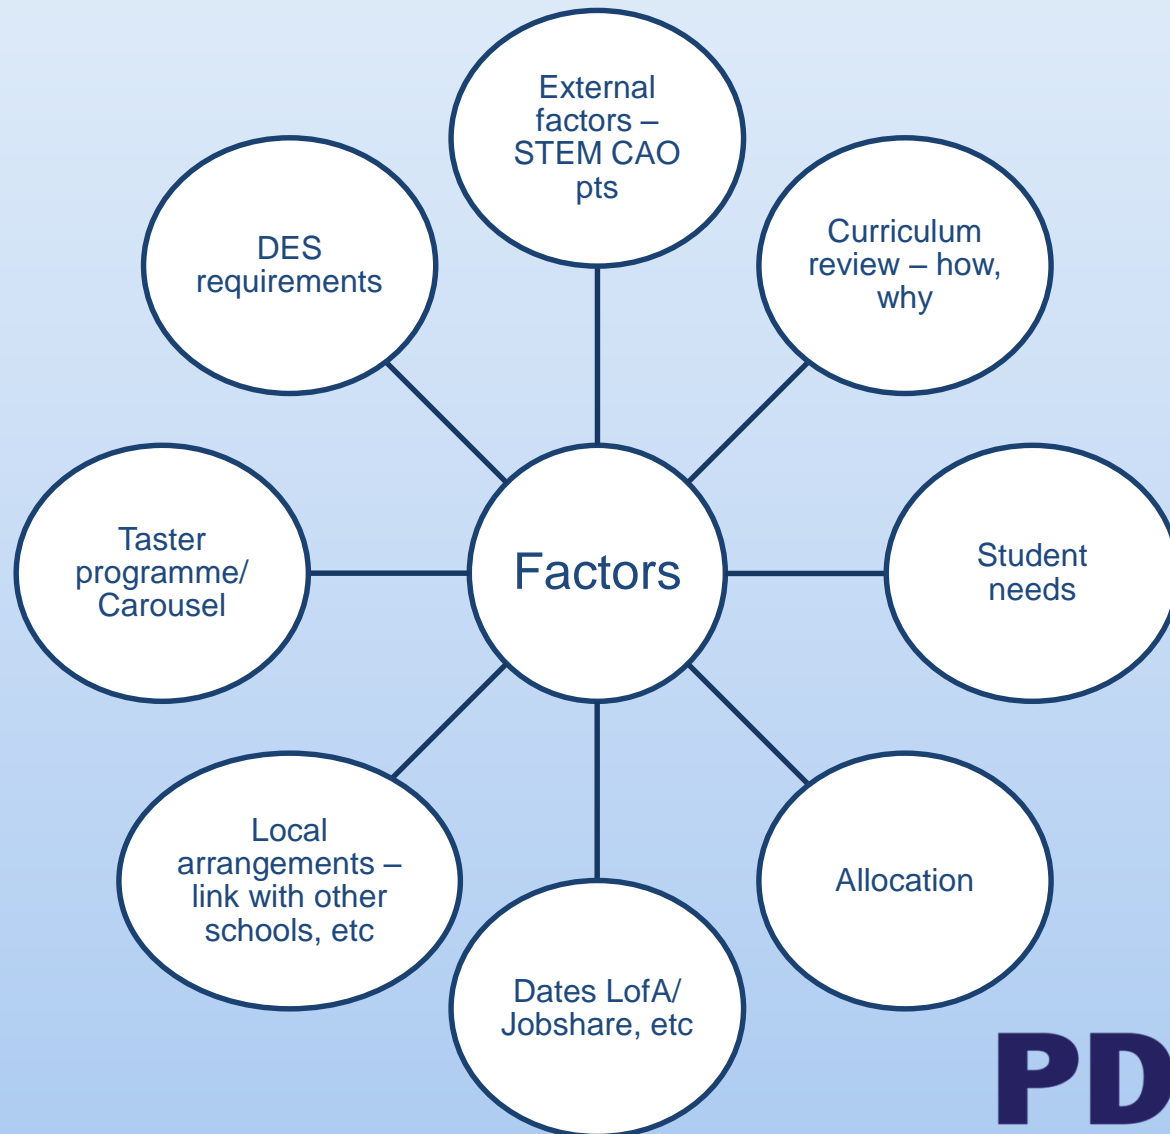 External
factors –
STEM CAO
pts
Curriculum
review – how,
why
Student
needs
Allocation
Dates LofA/
Jobshare, etc
Local
arrangements –
link with other
schools, etc
Taster
programme/
Carousel
DES
requirements
Factors
PD